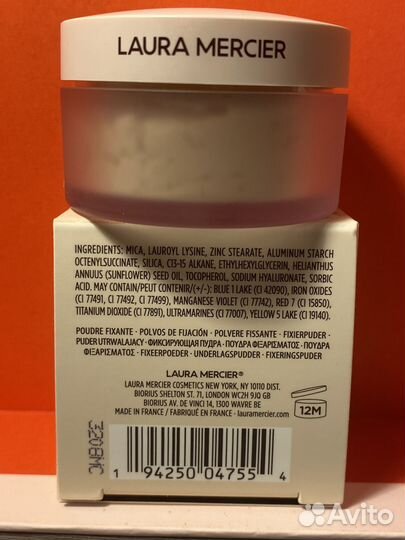 LAURA MERCIER
INGREDIENTS: MICA, LAUROYL LYSINE, ZINC STEARATE, ALUMINUM STARCH
OCTENYLSUCCINATE, SILICA, C13-15 ALKANE, ETHYLHEXYLGLYCERIN, HELIANTHUS
ANNUUS (SUNFLOWER) SEED OIL, TOCOPHEROL, SODIUM HYALURONATE, SORBIC
ACID. MAY CONTAIN/PEUT CONTENIR/(+/-): BLUE 1 LAKE (CI 42090), IRON OXIDES
(CI 77491, CI 77492, CI 77499), MANGANESE VIOLET (CI 77742), RED 7 (CI 15850),
TITANIUM DIOXIDE (CI 77891), ULTRAMARINES (CI 77007), YELLOW 5 LAKE (CI 19140).
POUDRE FIXANTE · POLVOS DE FIJACIÓN · POLVERE FISSANTE · FIXIERPUDER ·
PUDER UTRWALAJĄCY · ФИКСИРУЮЩАЯ ПУДРА · ΠΟΥΔΡΑ ΦΙΞΑΡΙΣΜΑΤΟΣ · ΠΟΥΔΡΑ
ΦΙΞΑΡΙΣΜΑΤΟΣ · FIXEERPOEDER · UNDERLAGSPUDDER · FIXERINGSPUDER
LAURA MERCIER®
LAURA MERCIER COSMETICS NEW YORK, NY 10110 DIST.
BIORIUS SHELTON ST. 71, LONDON WC2H 9JQ GB
BIORIUS AV. DE VINCI 14, 1300 WAVRE BE
MADE IN FRANCE / FABRIQUÉ EN FRANCE · lauramercier.com
12M
1 94250 04755 4
Avito